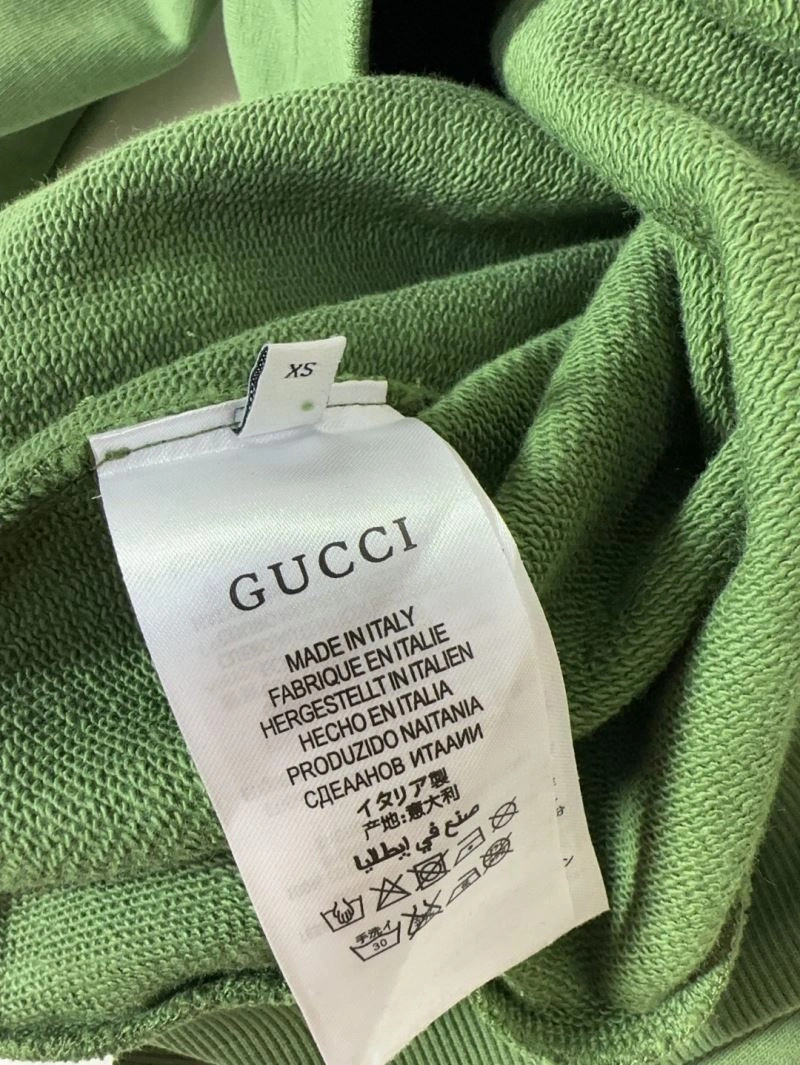 XS
GUCCI
MADE IN ITALY
FABRIQUE EN ITALIE
HERGESTELLT IN ITALIEN
HECHO EN ITALIA
PRODUZIDO NAITANIA
СДЕААНОВ ИТААИИ
イタリア製
产地:意大利
صنع في إيطاليا
手洗イ
30